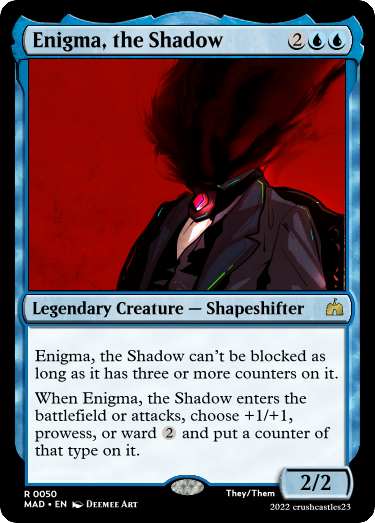 Enigma, the Shadow 2
Legendary Creature — Shapeshifter
Enigma, the Shadow can't be blocked as
long as it has three or more counters on it.
When Enigma, the Shadow enters the
battlefield or attacks, choose +1/+1,
prowess, or ward 2 and put a counter of
that type on it.
2/2
R 0050
MAD • EN Deemee Art
They/Them
2022 crushcastles23